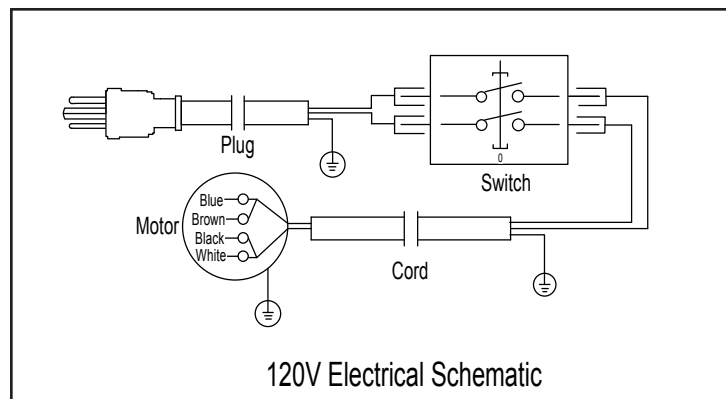 Plug
0
Switch
Blue
Brown
Motor
Black
White
Cord
120V Electrical Schematic